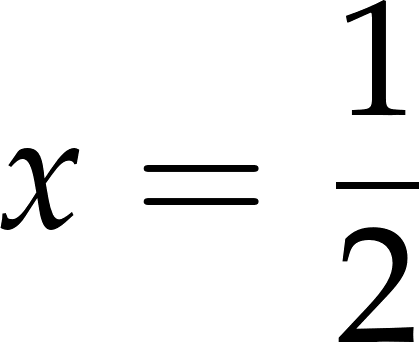 x = 1/2